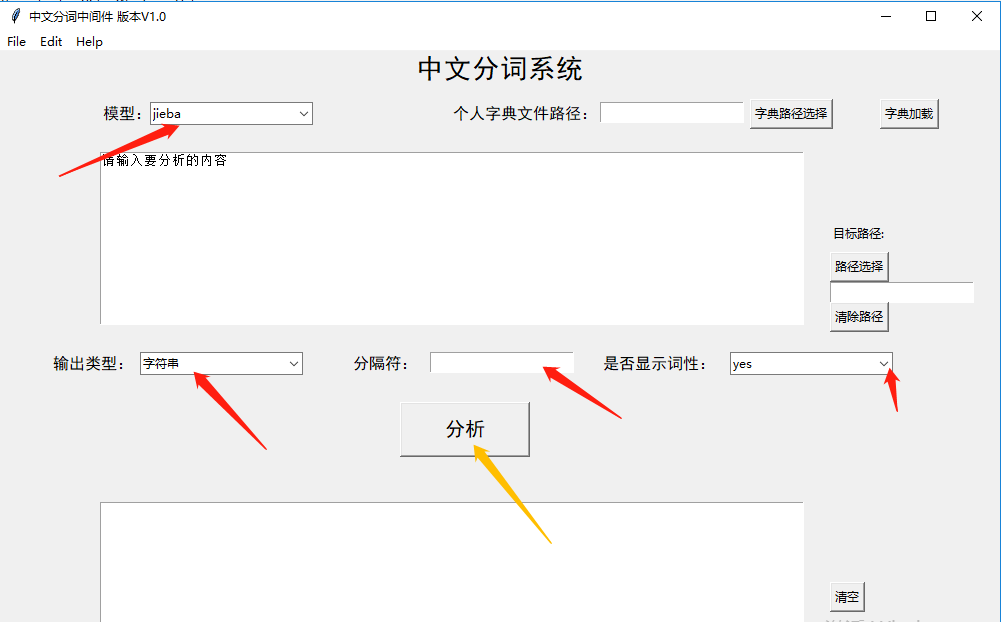 中文分词中间件 版本V1.0
File Edit Help
中文分词系统
模型： jieba 个人字典文件路径： 字典路径选择 字典加载
请输入要分析的内容
目标路径:
路径选择
清除路径
输出类型： 字符串 分隔符： 是否显示词性： yes
分析
清空